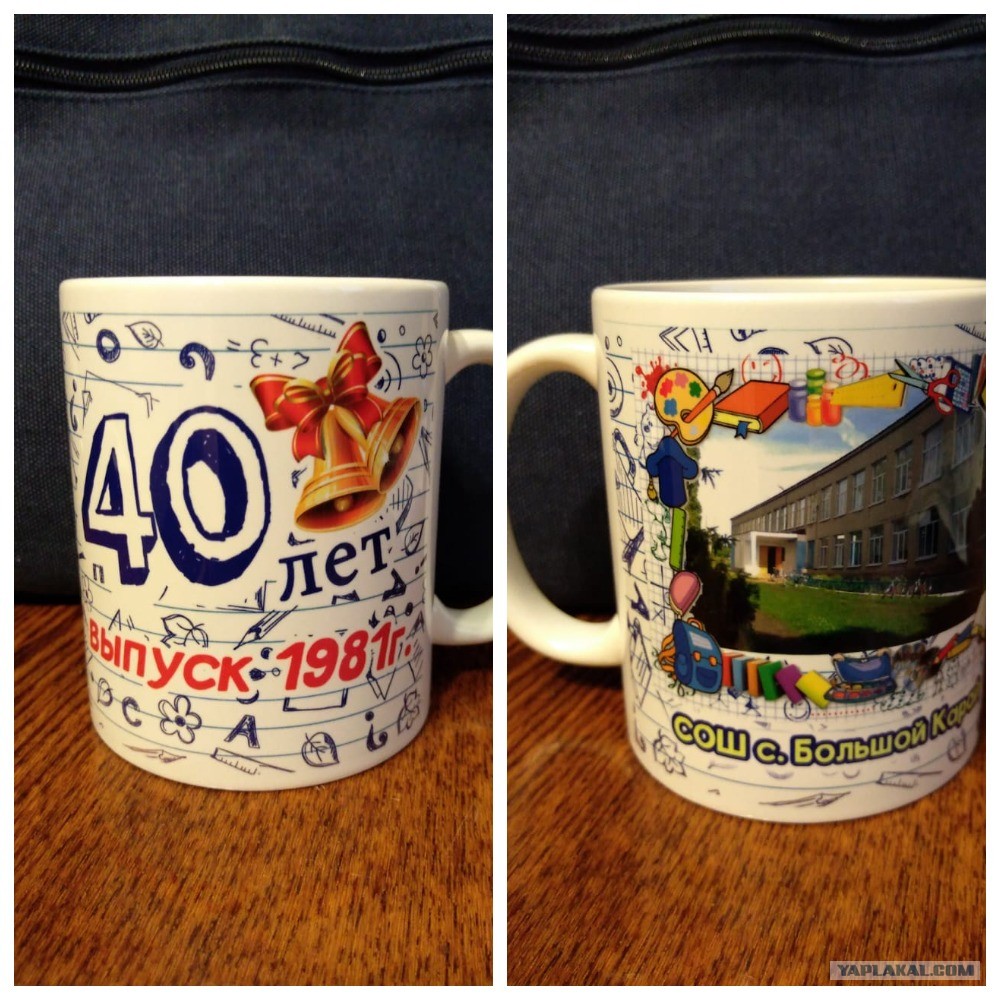 40
лет
выпуск 1981г.
СОШ с. Большой
YAPLAKAL.COM